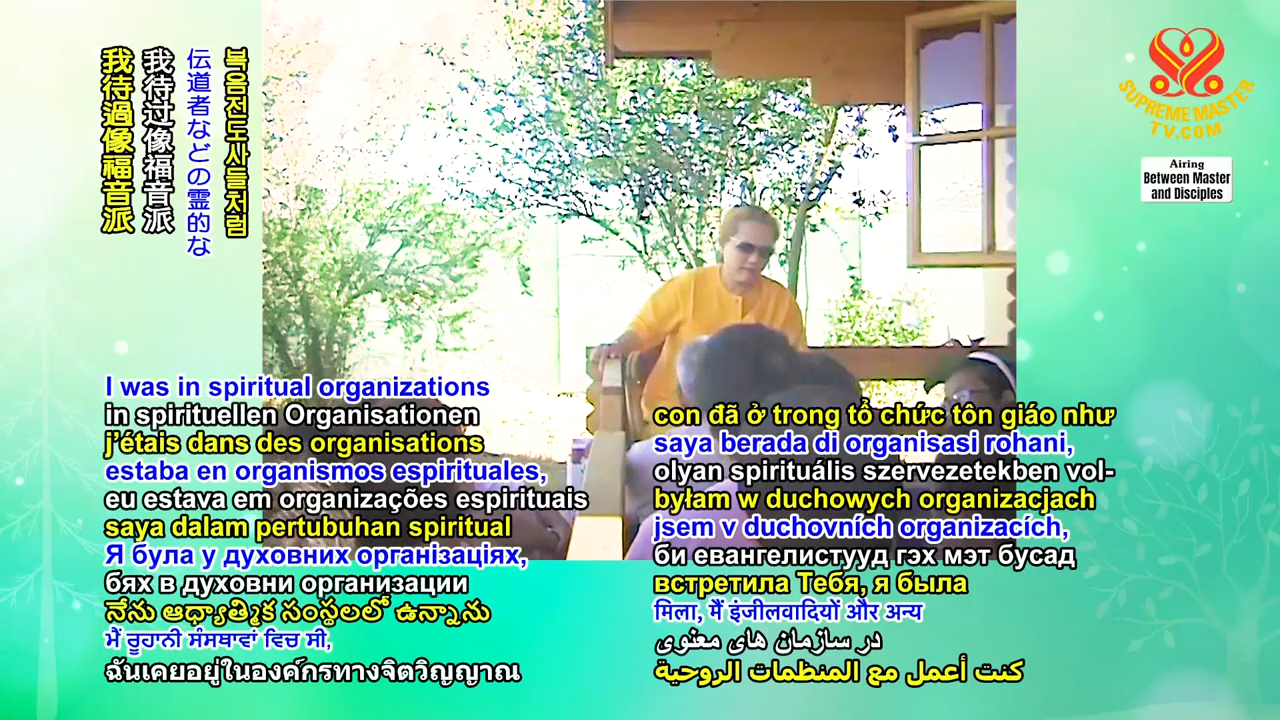 我待過像福音派
我待过像福音派
伝道者などの霊的な
복음전도사들처럼
SUPREME MASTER
TV.COM
Airing
Between Master
and Disciples
I was in spiritual organizations
in spirituellen Organisationen
j'étais dans des organisations
estaba en organismos espirituales,
eu estava em organizações espirituais
saya dalam pertubuhan spiritual
Я була у духовних організаціях,
бях в духовни организации
నేను ఆధ్యాత్మిక సంస్థలలో ఉన్నాను
ਮੈਂ ਰੂਹਾਨੀ ਸੰਸਥਾਵਾਂ ਵਿਚ ਸੀ,
ฉันเคยอยู่ในองค์กรทางจิตวิญญาณ
con đã ở trong tổ chức tôn giáo như
saya berada di organisasi rohani,
olyan spirituális szervezetekben vol-
byłam w duchowych organizacjach
jsem v duchovních organizacích,
би евангелистууд гэх мэт бусад
встретила Тебя, я была
मिला, मैं इंजीलवादियों और अन्य
در سازمان های معنوی
كنت أعمل مع المنظمات الروحية